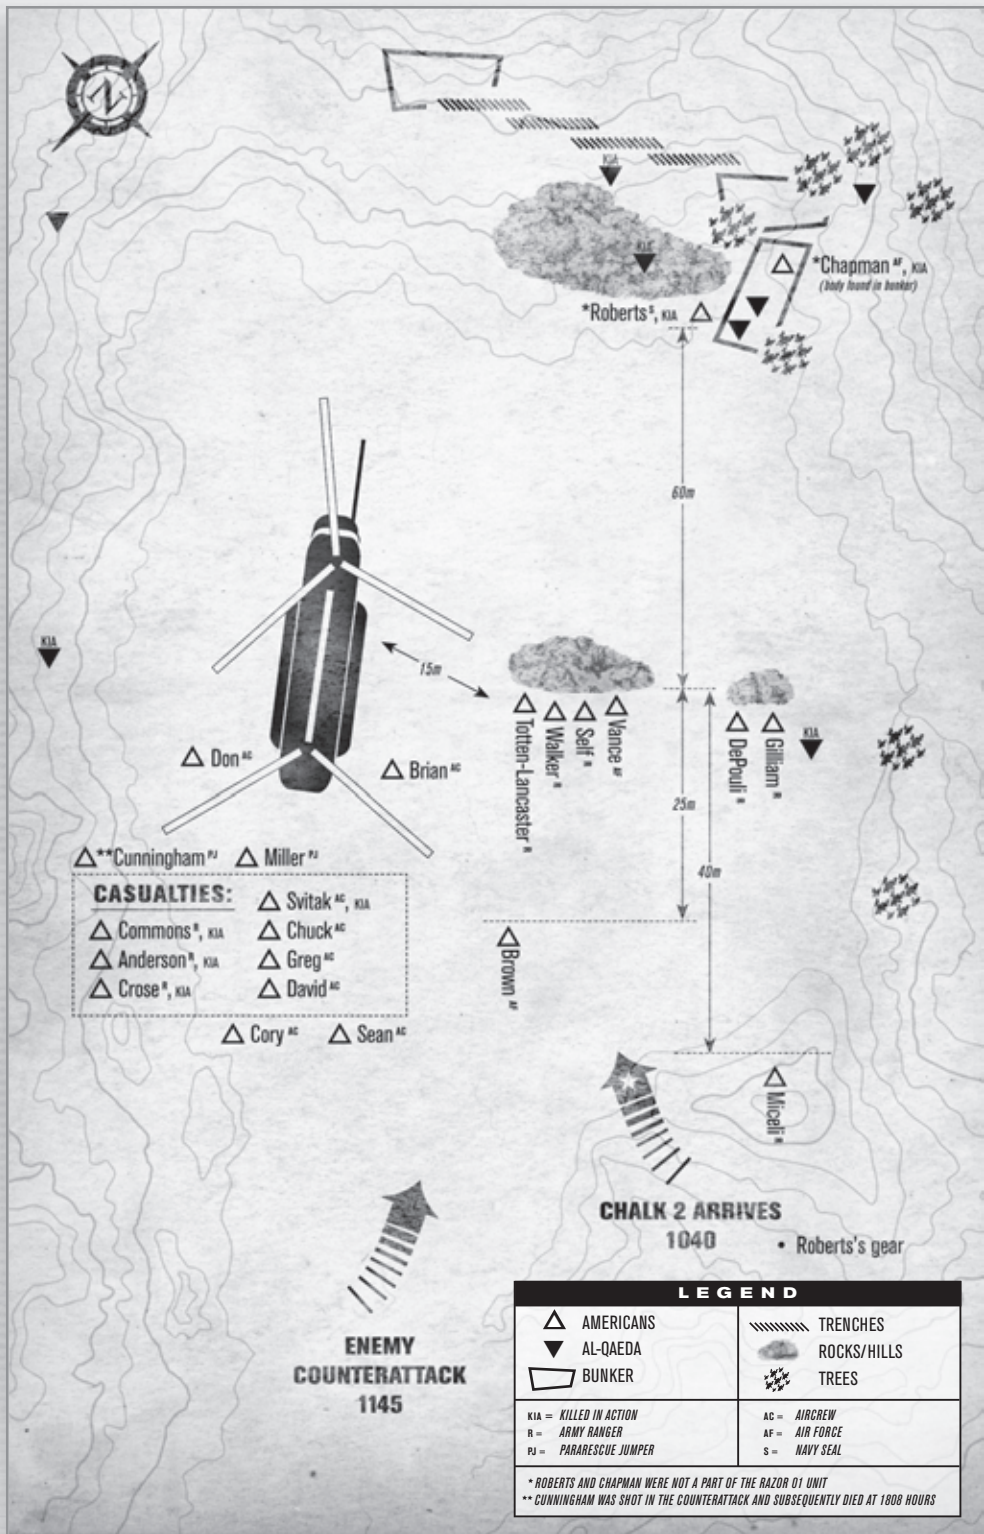 N
KIA
KIA
*Chapman AF, KIA
(body found in bunker)
*Roberts S, KIA
60m
KIA
15m
Totten-Lancaster R
Walker R
Self R
Vance AF
DePouli R
Gilliam R
KIA
Don AC
Brian AC
25m
40m
**Cunningham PJ
Miller PJ
CASUALTIES:
Svitak AC, KIA
Commons R, KIA
Chuck AC
Anderson R, KIA
Greg AC
Crose R, KIA
David AC
Brown AF
Cory AC
Sean AC
Miceli R
CHALK 2 ARRIVES
1040
• Roberts's gear
ENEMY
COUNTERATTACK
1145
LEGEND
AMERICANS
AL-QAEDA
BUNKER
TRENCHES
ROCKS/HILLS
TREES
KIA = KILLED IN ACTION
R = ARMY RANGER
PJ = PARARESCUE JUMPER
AC = AIRCREW
AF = AIR FORCE
S = NAVY SEAL
* ROBERTS AND CHAPMAN WERE NOT A PART OF THE RAZOR 01 UNIT
** CUNNINGHAM WAS SHOT IN THE COUNTERATTACK AND SUBSEQUENTLY DIED AT 1808 HOURS